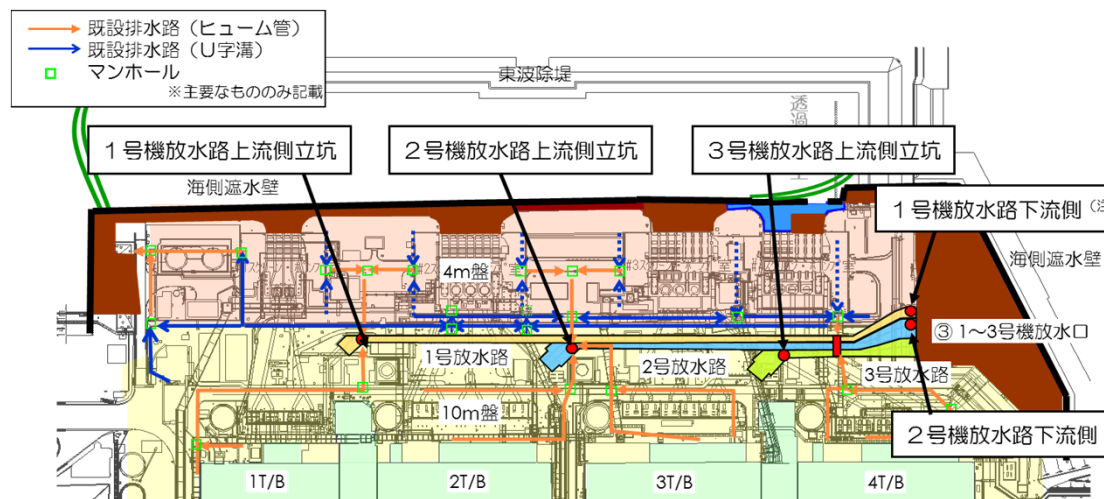 既設排水路（ヒューム管）
既設排水路（U字溝）
マンホール
※主要なもののみ記載
東波除堤
1号機放水路上流側立坑
2号機放水路上流側立坑
3号機放水路上流側立坑
海側遮水壁
1号機放水路下流側
海側遮水壁
4m盤
③ 1～3号機放水口
1号放水路
2号放水路
3号放水路
10m盤
2号機放水路下流側
1T/B
2T/B
3T/B
4T/B